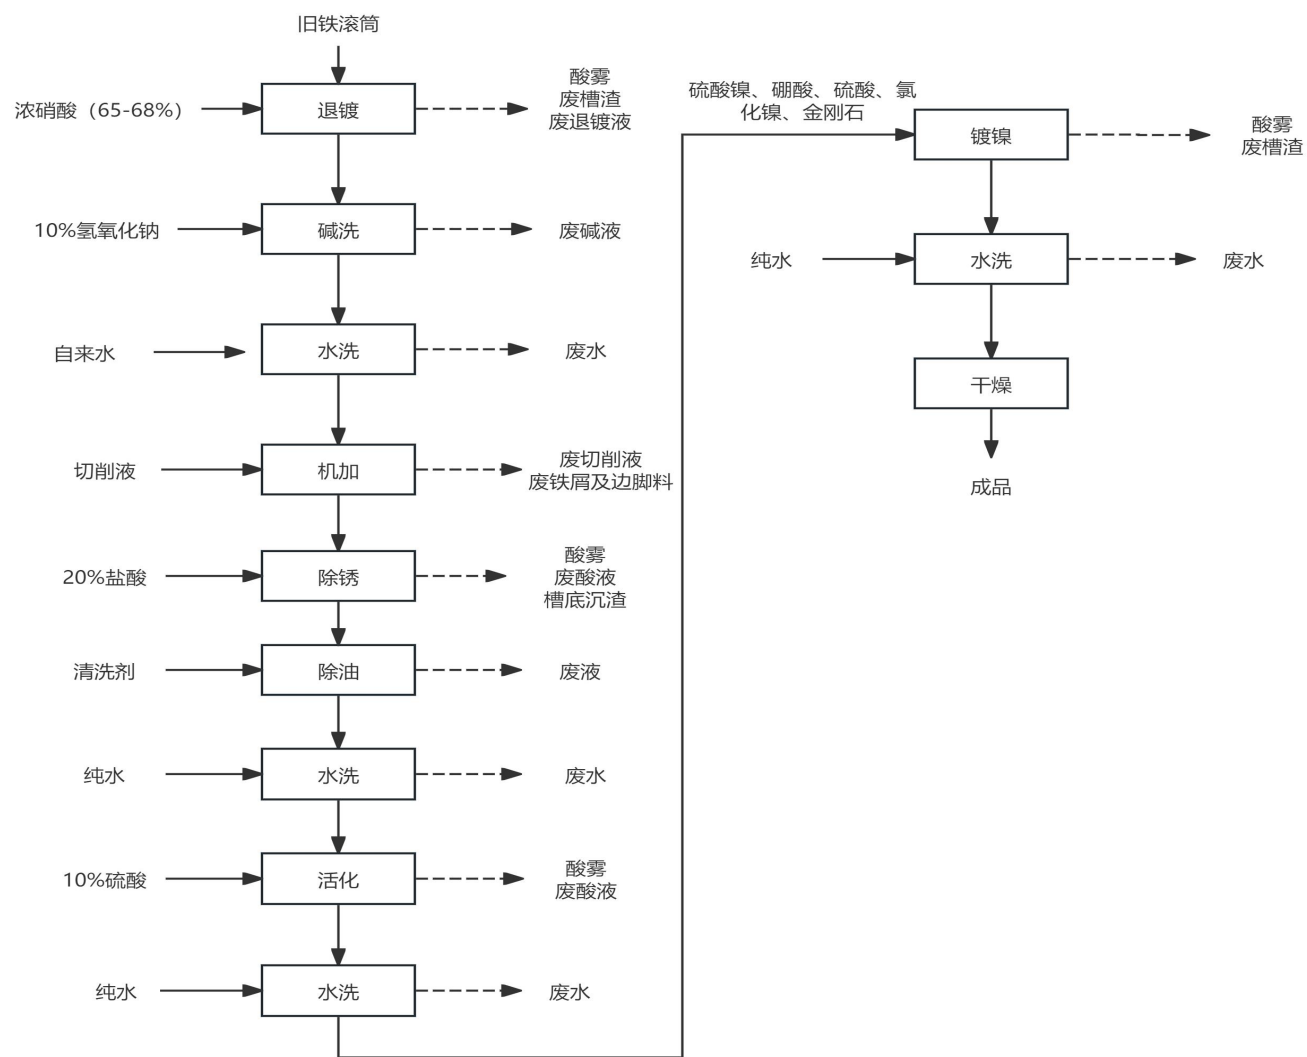 旧铁滚筒
浓硝酸（65-68%）
退镀
酸雾
废槽渣
废退镀液
10%氢氧化钠
碱洗
废碱液
自来水
水洗
废水
切削液
机加
废切削液
废铁屑及边脚料
20%盐酸
除锈
酸雾
废酸液
槽底沉渣
清洗剂
除油
废液
纯水
水洗
废水
10%硫酸
活化
酸雾
废酸液
纯水
水洗
废水
硫酸镍、硼酸、硫酸、氯
化镍、金刚石
镀镍
酸雾
废槽渣
纯水
水洗
废水
干燥
成品